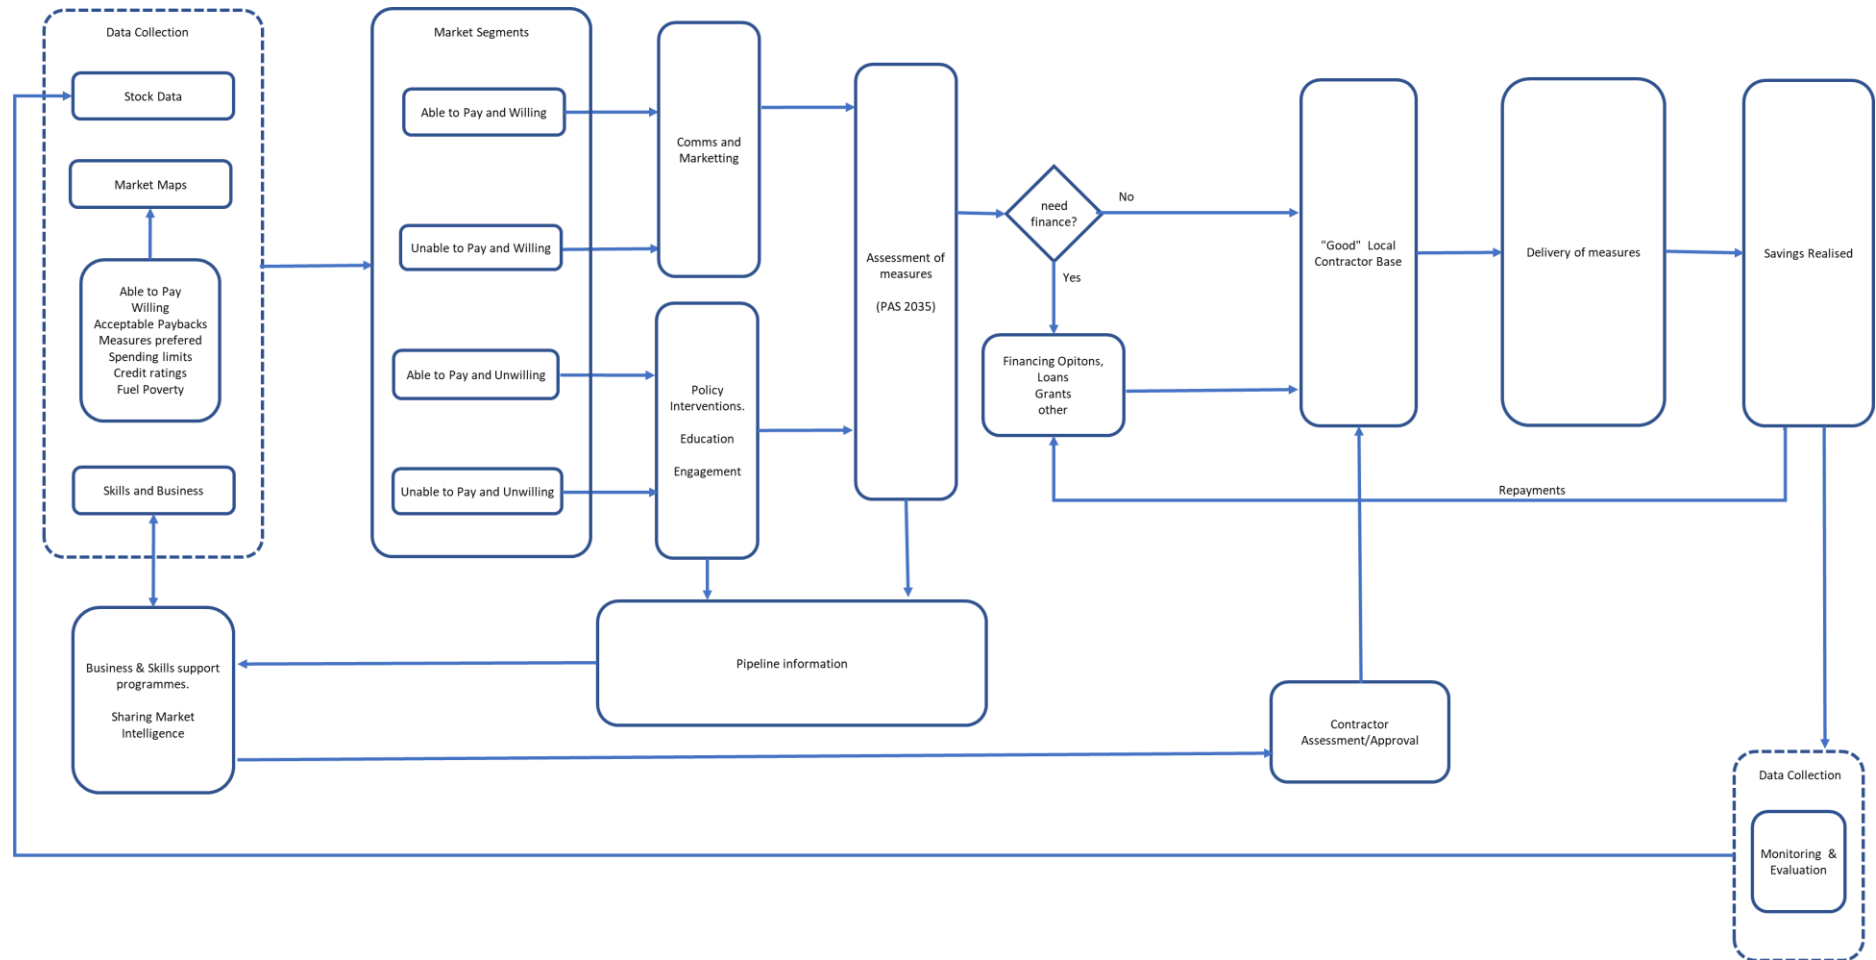 Data Collection
Stock Data
Market Maps
Able to Pay
Willing
Acceptable Paybacks
Measures prefered
Spending limits
Credit ratings
Fuel Poverty
Skills and Business
Business & Skills support
programmes.
Sharing Market
Intelligence
Market Segments
Able to Pay and Willing
Unable to Pay and Willing
Able to Pay and Unwilling
Unable to Pay and Unwilling
Comms and
Marketting
Policy
Interventions.
Education
Engagement
Assessment of
measures
(PAS 2035)
Pipeline information
need
finance?
No
Yes
Financing Opitons,
Loans
Grants
other
"Good" Local
Contractor Base
Delivery of measures
Savings Realised
Repayments
Contractor
Assessment/Approval
Data Collection
Monitoring &
Evaluation